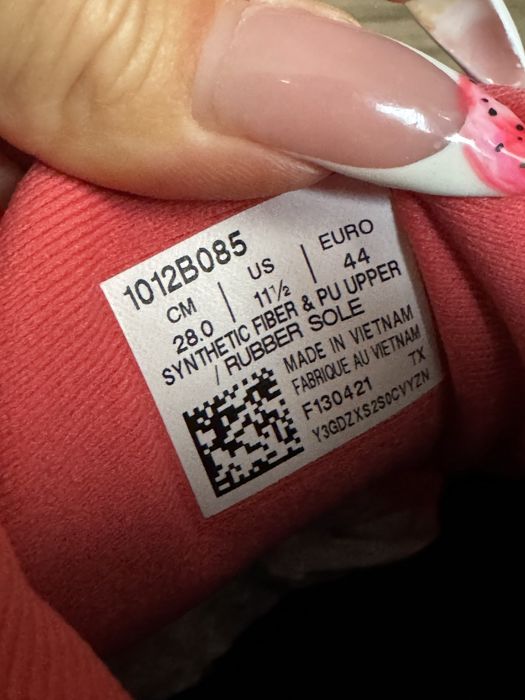 1012B085
CM | US | EURO
28.0 | 11½ | 44
SYNTHETIC FIBER & PU UPPER
/ RUBBER SOLE
MADE IN VIETNAM
FABRIQUE AU VIETNAM
F130421 TX
Y3GDZXS2S0CVYZN